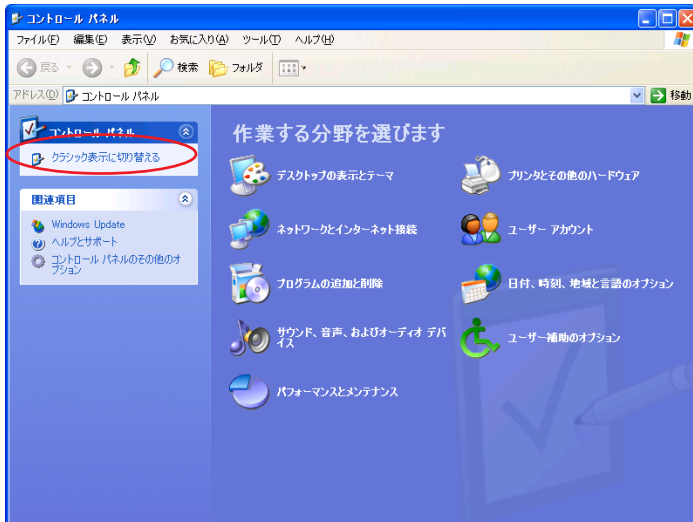 コントロール パネル
ファイル(F) 編集(E) 表示(V) お気に入り(A) ツール(T) ヘルプ(H)
戻る 検索 フォルダ
アドレス(D) コントロール パネル 移動
コントロール パネル
クラシック表示に切り替える
関連項目
Windows Update
ヘルプとサポート
コントロール パネルのその他のオ
プション
作業する分野を選びます
デスクトップの表示とテーマ
プリンタとその他のハードウェア
ネットワークとインターネット接続
ユーザー アカウント
プログラムの追加と削除
日付、時刻、地域と言語のオプション
サウンド、音声、およびオーディオ デバ
イス
ユーザー補助のオプション
パフォーマンスとメンテナンス